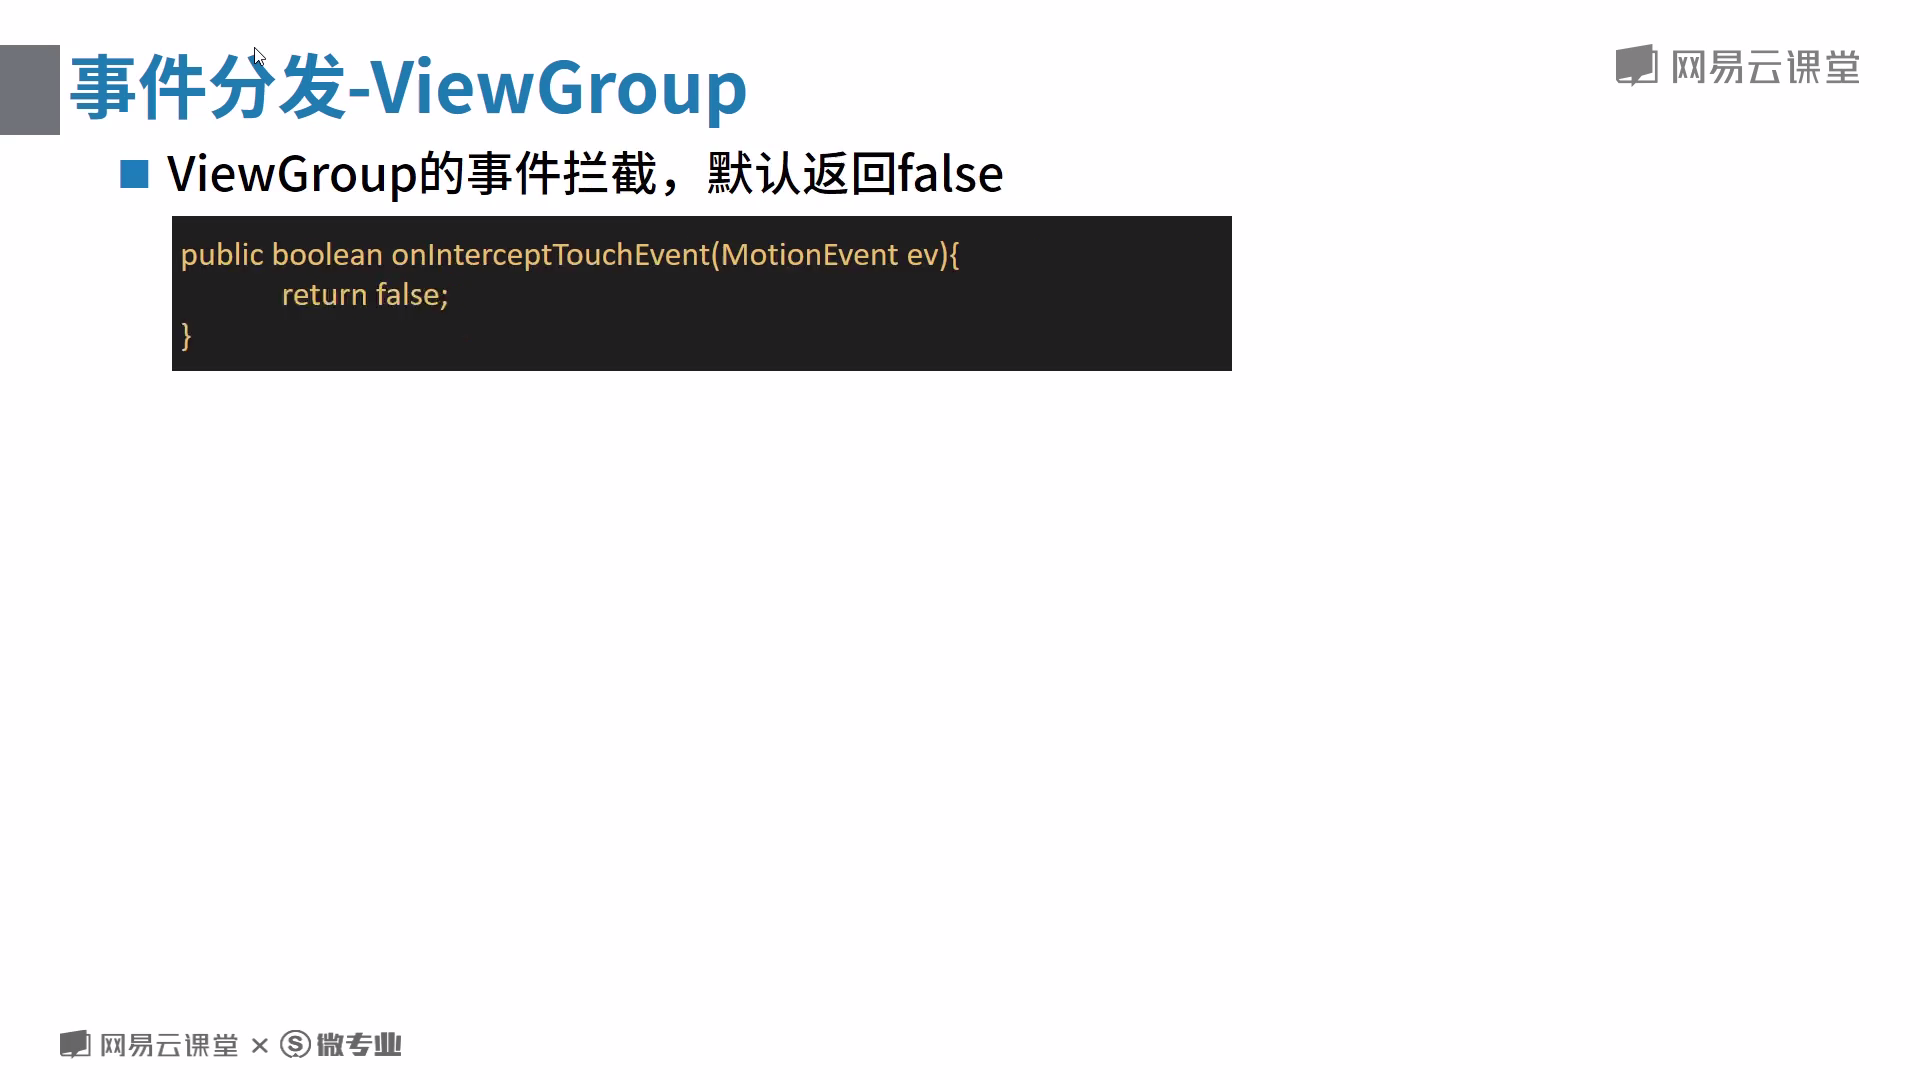 事件分发-ViewGroup
网易云课堂
ViewGroup的事件拦截，默认返回false
public boolean onInterceptTouchEvent(MotionEvent ev){
return false;
}
网易云课堂 × S 微专业